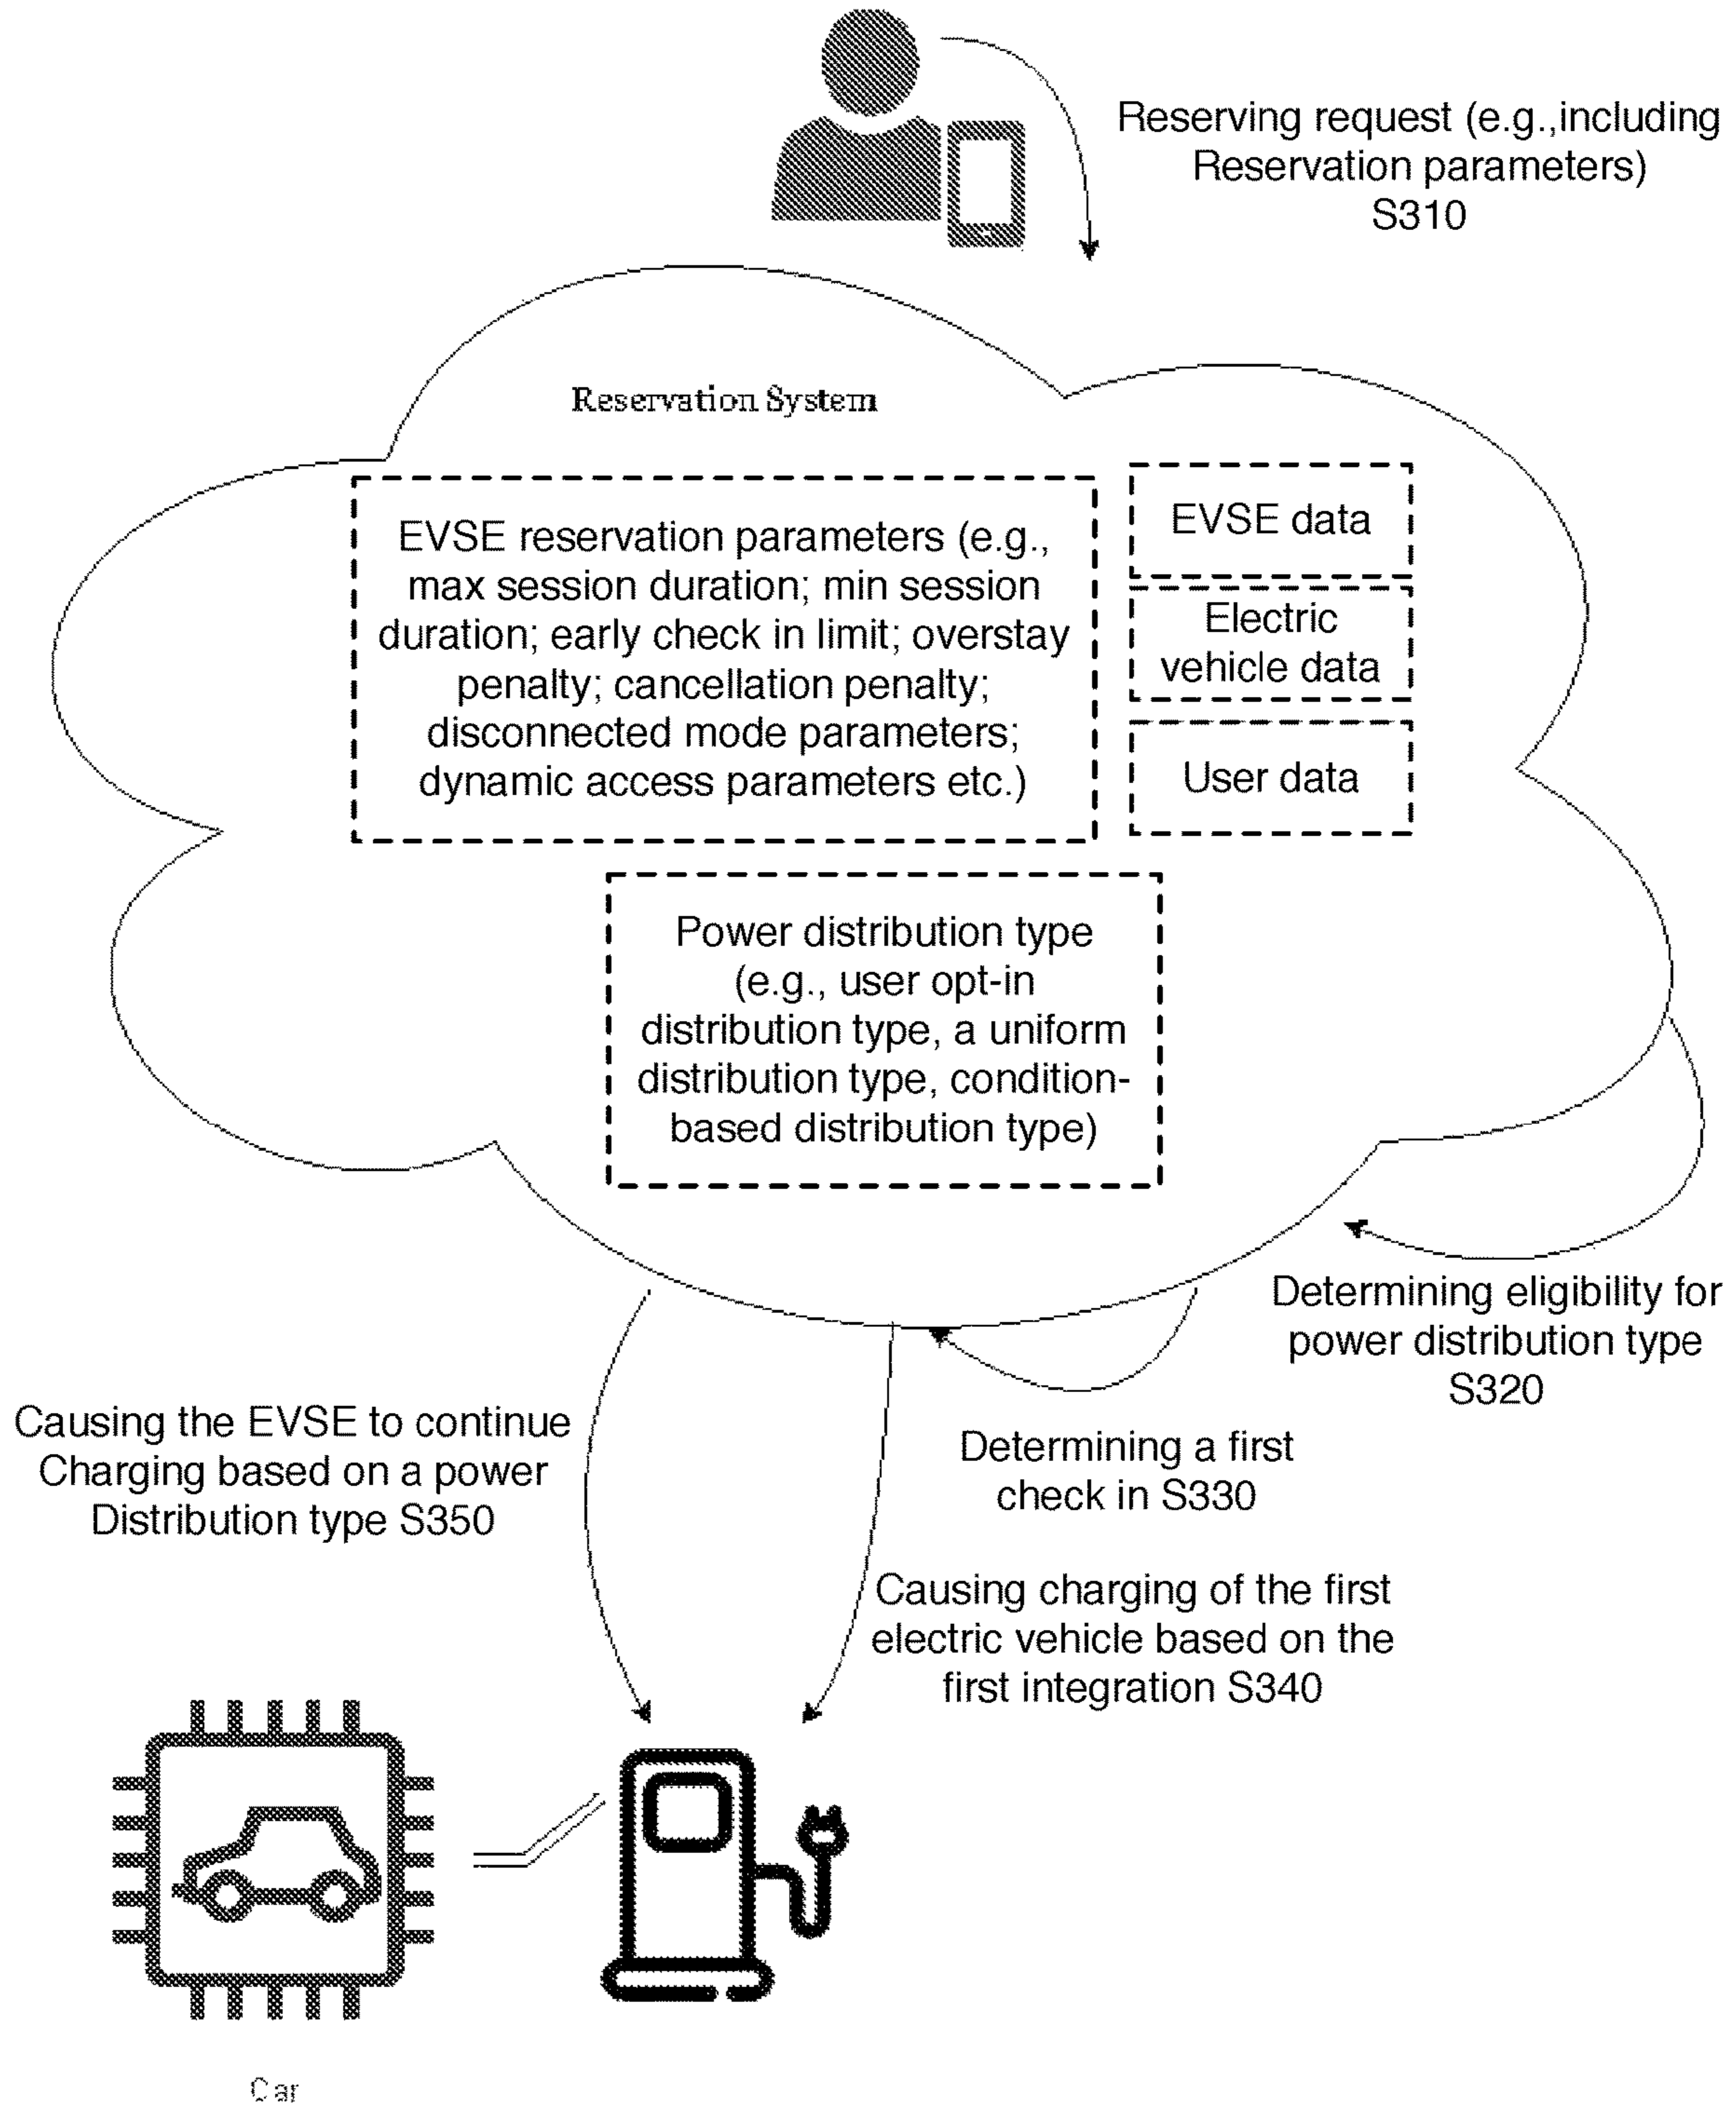 Reserving request (e.g.,including
Reservation parameters)
S310
Reservation System
EVSE reservation parameters (e.g.,
max session duration; min session
duration; early check in limit; overstay
penalty; cancellation penalty;
disconnected mode parameters;
dynamic access parameters etc.)
EVSE data
Electric
vehicle data
User data
Power distribution type
(e.g., user opt-in
distribution type, a uniform
distribution type, condition-
based distribution type)
Determining eligibility for
power distribution type
S320
Causing the EVSE to continue
Charging based on a power
Distribution type S350
Determining a first
check in S330
Causing charging of the first
electric vehicle based on the
first integration S340
Car